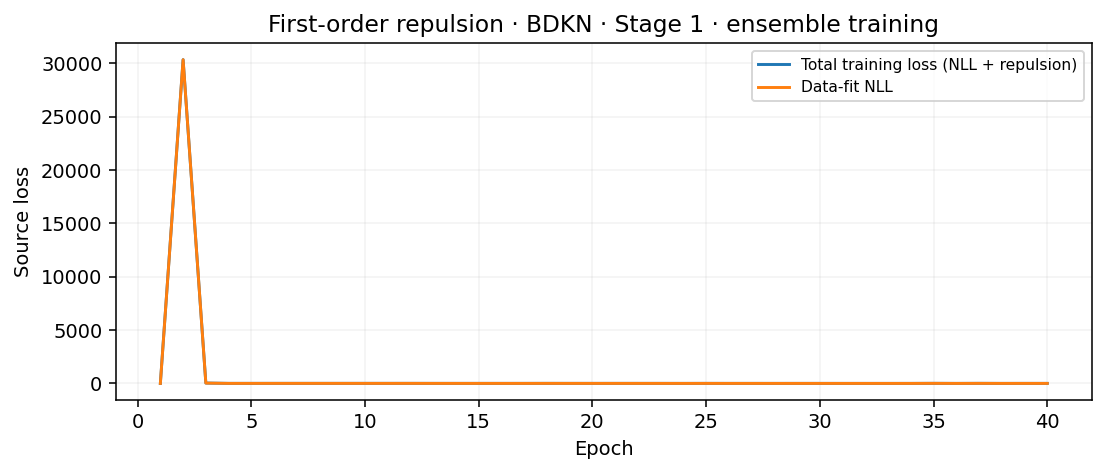 First-order repulsion · BDKN · Stage 1 · ensemble training
Total training loss (NLL + repulsion)
Data-fit NLL
Source loss
30000
25000
20000
15000
10000
5000
0
0 5 10 15 20 25 30 35 40
Epoch